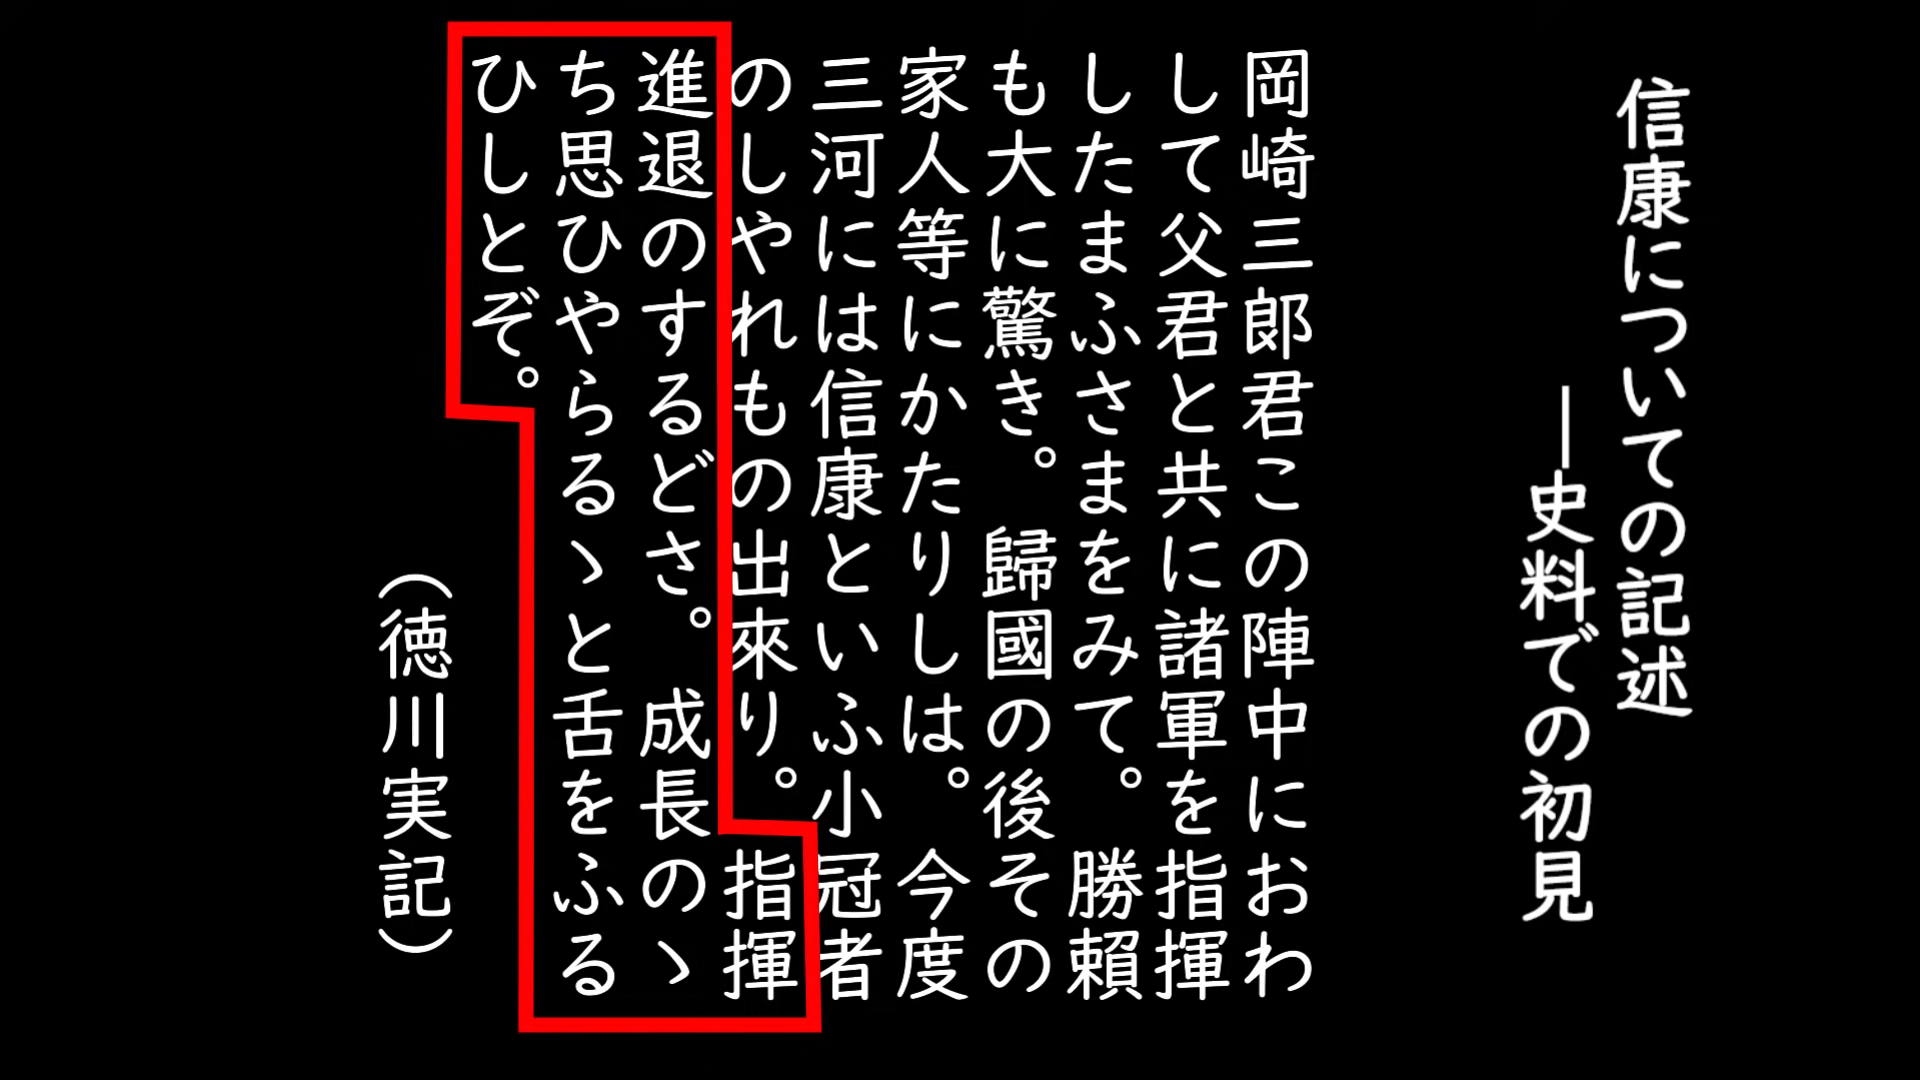 信康についての記述
―史料での初見
岡崎三郎君この陣中におわ
して父君と共に諸軍を指揮
したまふさまをみて。勝頼
も大に驚き。歸國の後その
家人等にかたりしは。今度
三河には信康といふ小冠者
のしやれもの出來り。指揮
進退のするどさ。成長のゝ
ち思ひやらるゝと舌をふる
ひしとぞ。
（徳川実記）